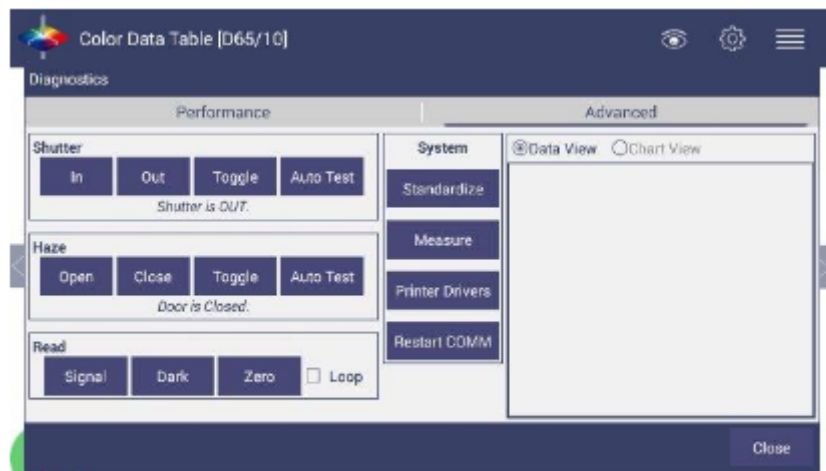 Color Data Table [D65/10]
Diagnostics
Performance
Advanced
Shutter
In
Out
Toggle
Auto Test
Shutter is OUT.
Haze
Open
Close
Toggle
Auto Test
Door is Closed.
Read
Signal
Dark
Zero
Loop
System
Standardize
Measure
Printer Drivers
Restart COMM
Data View
Chart View
Close